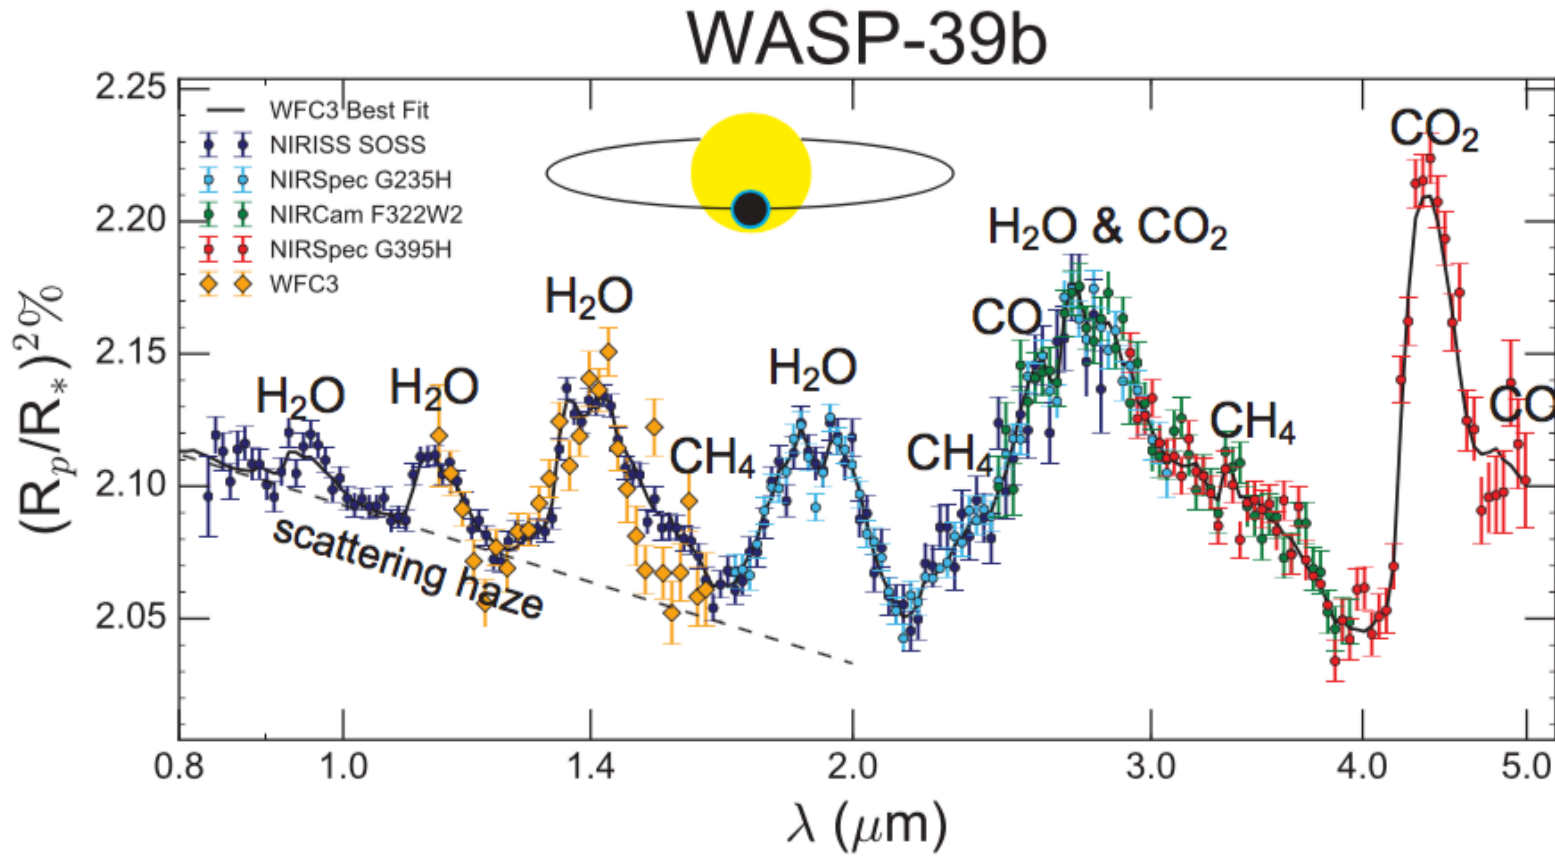 WASP-39b
2.25
2.20
2.15
2.10
2.05
(Rₚ/R*)²%
WFC3 Best Fit
NIRISS SOSS
NIRSpec G235H
NIRCam F322W2
NIRSpec G395H
WFC3
H₂O
H₂O
H₂O
CH₄
H₂O
CH₄
CO
H₂O & CO₂
CH₄
CO₂
CO
scattering haze
0.8 1.0 1.4 2.0 3.0 4.0 5.0
λ (μm)